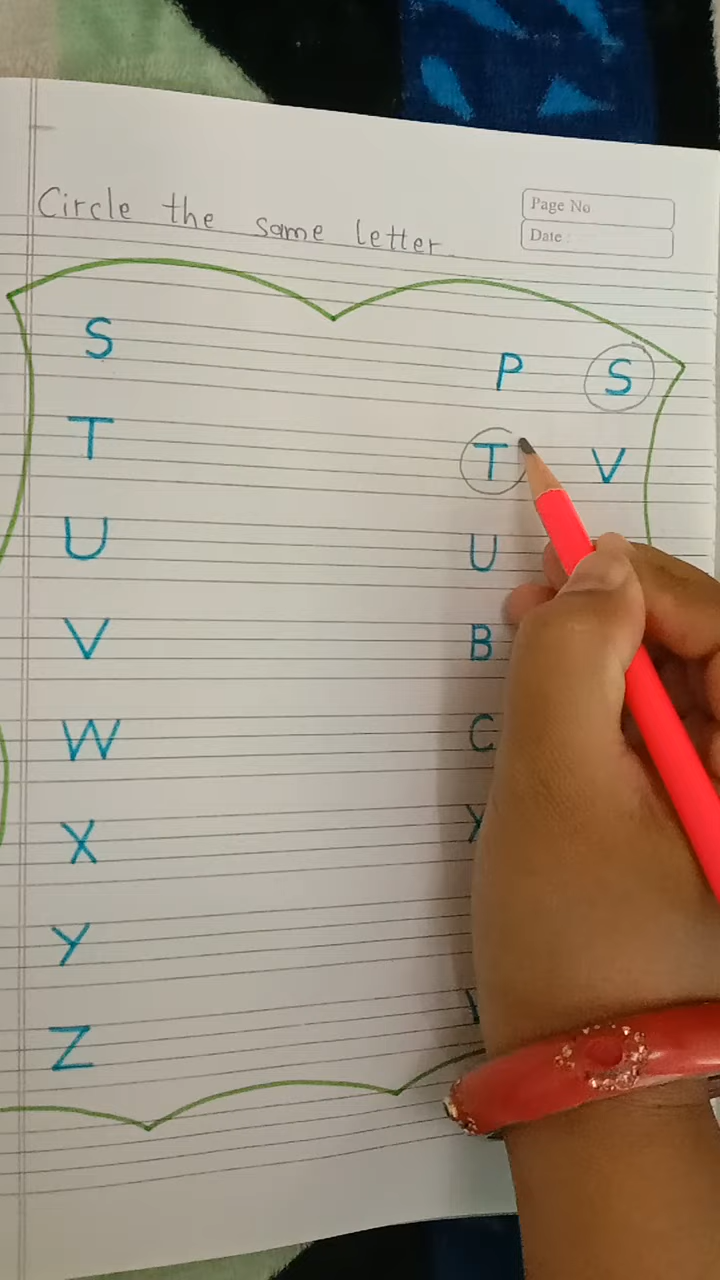 Page No
Circle the same letter.
Date
S P S
T T V
U U
V B
W C
X X
Y
Z Y